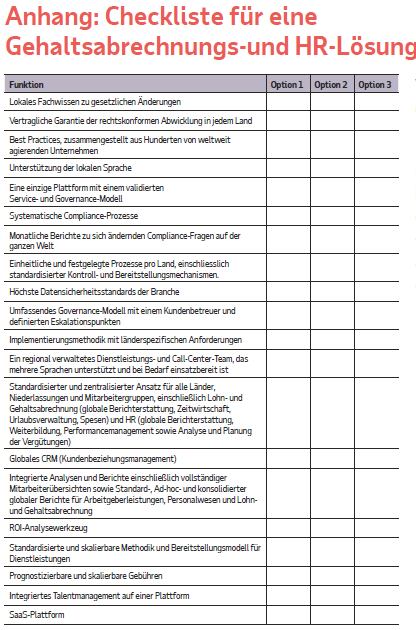 Anhang: Checkliste für eine
Gehaltsabrechnungs-und HR-Lösung
Funktion Option 1 Option 2 Option 3
Lokales Fachwissen zu gesetzlichen Änderungen
Vertragliche Garantie der rechtskonformen Abwicklung in jedem Land
Best Practices, zusammengestellt aus Hunderten von weltweit
agierenden Unternehmen
Unterstützung der lokalen Sprache
Eine einzige Plattform mit einem validierten
Service- und Governance-Modell
Systematische Compliance-Prozesse
Monatliche Berichte zu sich ändernden Compliance-Fragen auf der
ganzen Welt
Einheitliche und festgelegte Prozesse pro Land, einschliesslich
standardisierter Kontroll- und Bereitstellungsmechanismen.
Höchste Datensicherheitsstandards der Branche
Umfassendes Governance-Modell mit einem Kundenbetreuer und
definierten Eskalationspunkten
Implementierungsmethodik mit länderspezifischen Anforderungen
Ein regional verwaltetes Dienstleistungs- und Call-Center-Team, das
mehrere Sprachen unterstützt und bei Bedarf einsatzbereit ist
Standardisierter und zentralisierter Ansatz für alle Länder,
Niederlassungen und Mitarbeitergruppen, einschließlich Lohn- und
Gehaltsabrechnung (globale Berichterstattung, Zeitwirtschaft,
Urlaubsverwaltung, Spesen) und HR (globale Berichterstattung,
Weiterbildung, Performancemanagement sowie Analyse und Planung
der Vergütungen)
Globales CRM (Kundenbeziehungsmanagement)
Integrierte Analysen und Berichte einschließlich vollständiger
Mitarbeiterübersichten sowie Standard-, Ad-hoc- und konsolidierter
globaler Berichte für Arbeitgeberleistungen, Personalwesen und Lohn-
und Gehaltsabrechnung
ROI-Analysewerkzeug
Standardisierte und skalierbare Methodik und Bereitstellungsmodell für
Dienstleistungen
Prognostizierbare und skalierbare Gebühren
Integriertes Talentmanagement auf einer Plattform
SaaS-Plattform